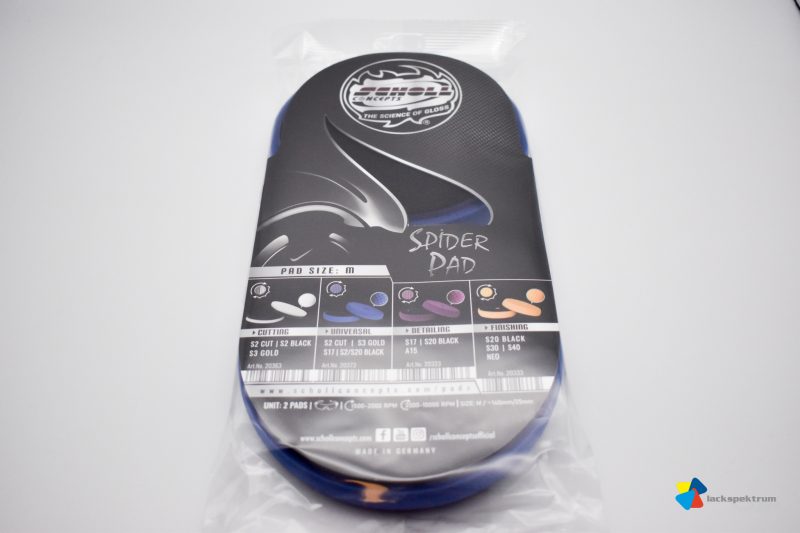 SCHOLL
CONCEPTS
THE SCIENCE OF GLOSS
®
SPIDER
PAD
PAD SIZE: M
CUTTING
S2 CUT | S2 BLACK
S3 GOLD
Art.No. 20363
UNIVERSAL
S2 CUT | S3 GOLD
S17 | S2/S20 BLACK
Art.No. 20373
DETAILING
S17 | S20 BLACK
A15
Art.No. 20333
FINISHING
S20 BLACK
S30 | S40
NEO
Art.No. 20323
www.schollconcepts.com/pads
UNIT: 2 PADS | 1500-2000 RPM | SIZE: M /
www.schollconcepts.com /schollconceptsofficial
MADE IN GERMANY
lackspektrum